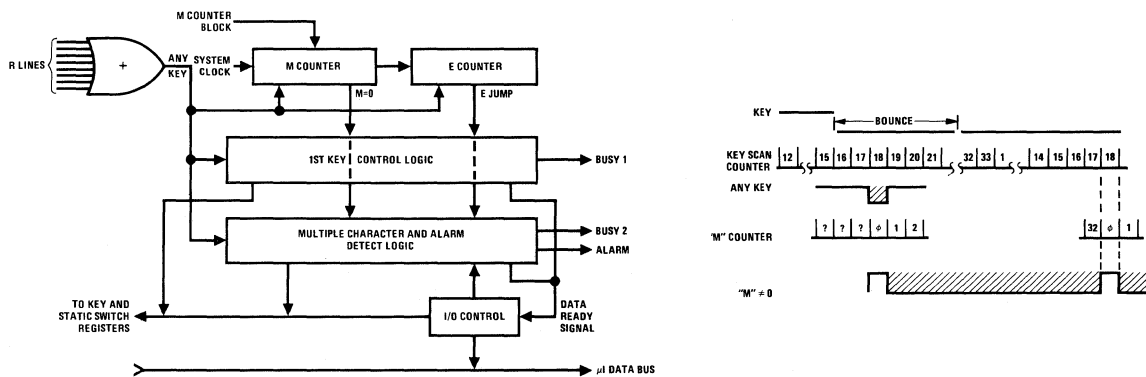 M COUNTER
BLOCK
R LINES
+
ANY
KEY
SYSTEM
CLOCK
M COUNTER
E COUNTER
M=0
E JUMP
1ST KEY CONTROL LOGIC
BUSY 1
MULTIPLE CHARACTER AND ALARM
DETECT LOGIC
BUSY 2
ALARM
TO KEY AND
STATIC SWITCH
REGISTERS
I/O CONTROL
DATA
READY
SIGNAL
μI DATA BUS
KEY
BOUNCE
KEY SCAN
COUNTER
12 15 16 17 18 19 20 21 32 33 1 14 15 16 17 18
ANY KEY
"M" COUNTER
? ? ? ϕ 1 2 32 ϕ 1
"M" ≠ 0